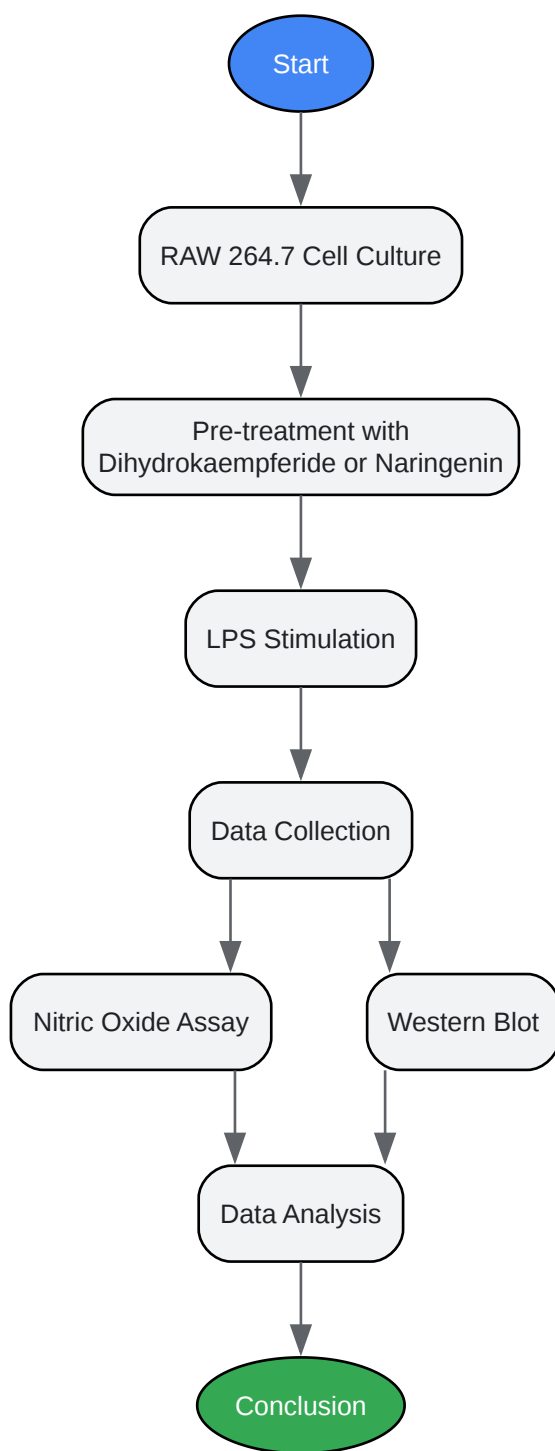 Start
RAW 264.7 Cell Culture
Pre-treatment with
Dihydrokaempferide or Naringenin
LPS Stimulation
Data Collection
Nitric Oxide Assay
Western Blot
Data Analysis
Conclusion